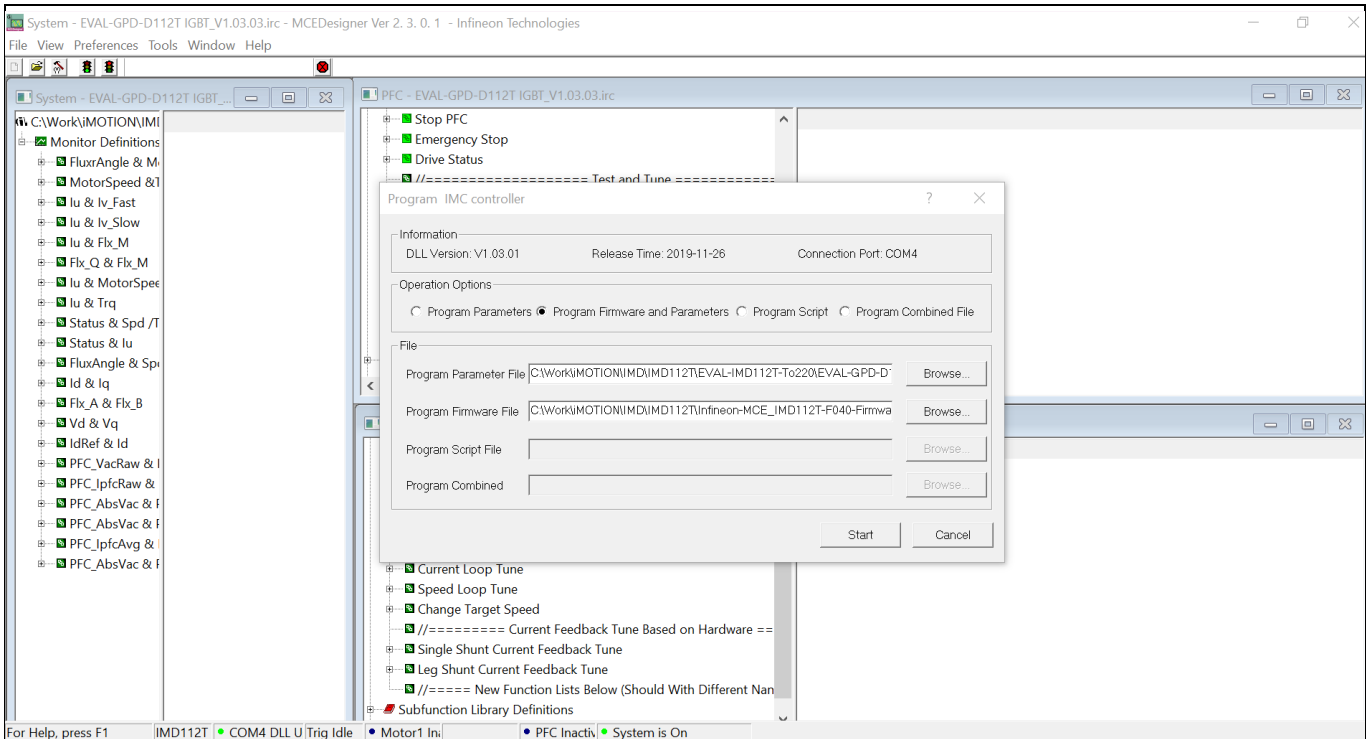 System - EVAL-GPD-D112T IGBT_V1.03.03.irc - MCEDesigner Ver 2. 3. 0. 1 - Infineon Technologies
File View Preferences Tools Window Help
System - EVAL-GPD-D112T IGBT_...
C:\Work\iMOTION\IMI
Monitor Definitions
FluxrAngle & M
MotorSpeed &T
Iu & Iv_Fast
Iu & Iv_Slow
Iu & Flx_M
Flx_Q & Flx_M
Iu & MotorSpee
Iu & Trq
Status & Spd /T
Status & Iu
FluxAngle & Spe
Id & Iq
Flx_A & Flx_B
Vd & Vq
IdRef & Id
PFC_VacRaw & I
PFC_IpfcRaw &
PFC_AbsVac & F
PFC_AbsVac & F
PFC_IpfcAvg &
PFC_AbsVac & F
PFC - EVAL-GPD-D112T IGBT_V1.03.03.irc
Stop PFC
Emergency Stop
Drive Status
//=================== Test and Tune ============
Program IMC controller
?
Information
DLL Version: V1.03.01 Release Time: 2019-11-26 Connection Port: COM4
Operation Options
Program Parameters Program Firmware and Parameters Program Script Program Combined File
File
Program Parameter File C:\Work\iMOTION\IMD\IMD112T\EVAL-IMD112T-To220\EVAL-GPD-D1 Browse...
Program Firmware File C:\Work\iMOTION\IMD\IMD112T\Infineon-MCE_IMD112T-F040-Firmwa Browse...
Program Script File Browse...
Program Combined Browse...
Start Cancel
Current Loop Tune
Speed Loop Tune
Change Target Speed
//========= Current Feedback Tune Based on Hardware ==
Single Shunt Current Feedback Tune
Leg Shunt Current Feedback Tune
//===== New Function Lists Below (Should With Different Nam
Subfunction Library Definitions
For Help, press F1 IMD112T COM4 DLL U Trig Idle Motor1 Ina PFC Inactiv System is On